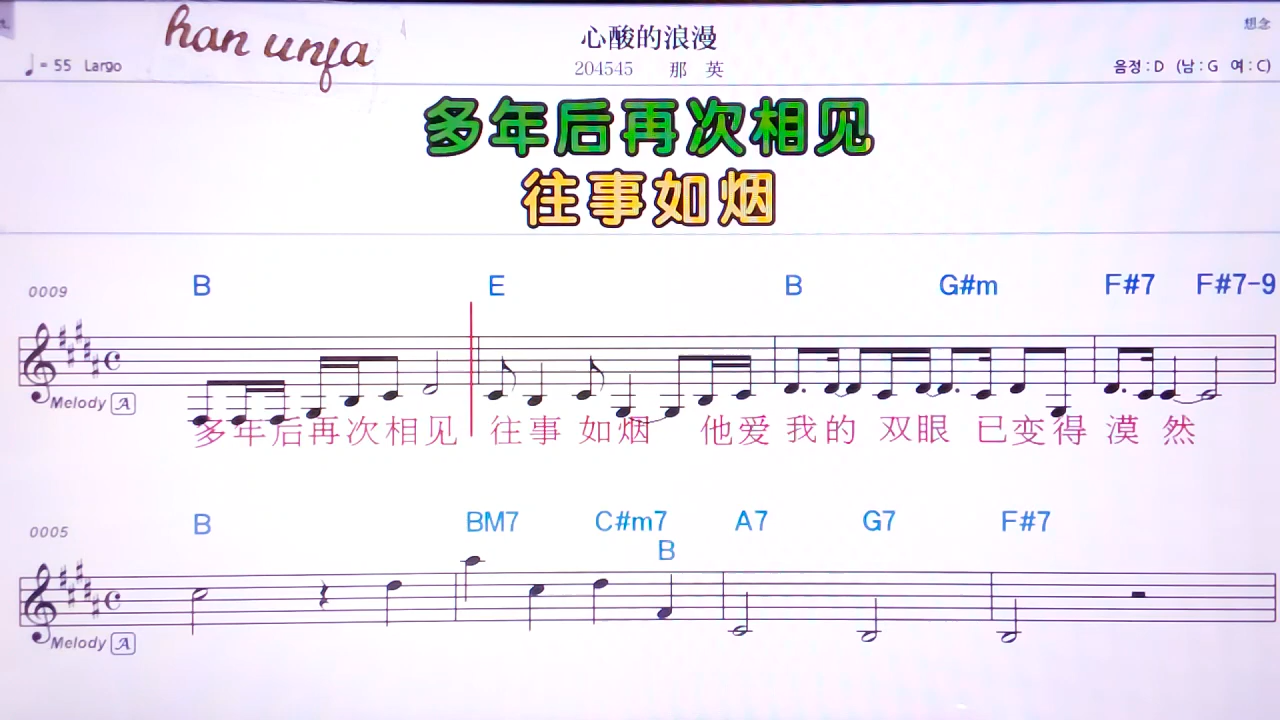 han unfa
心酸的浪漫
想念
= 55 Largo
204545 那 英
음정 : D (남 : G 여 : C)
多年后再次相见
往事如烟
0009
B E B G#m F#7 F#7-9
Melody A
多年后再次相见 往事 如烟 他爱 我的 双眼 已变得 漠 然
0005
B BM7 C#m7 A7 G7 F#7
B
Melody A